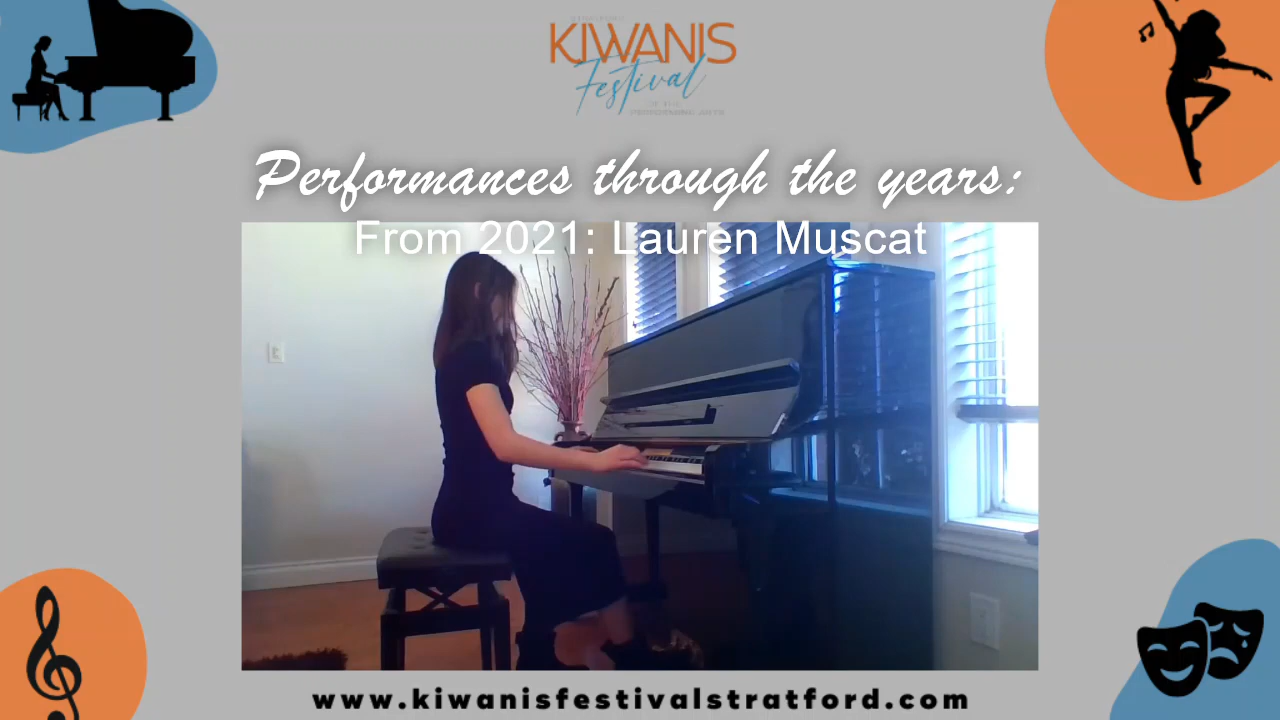 KIWANIS
Festival
Performances through the years:
From 2021: Lauren Muscat
www.kiwanisfestivalstratford.com